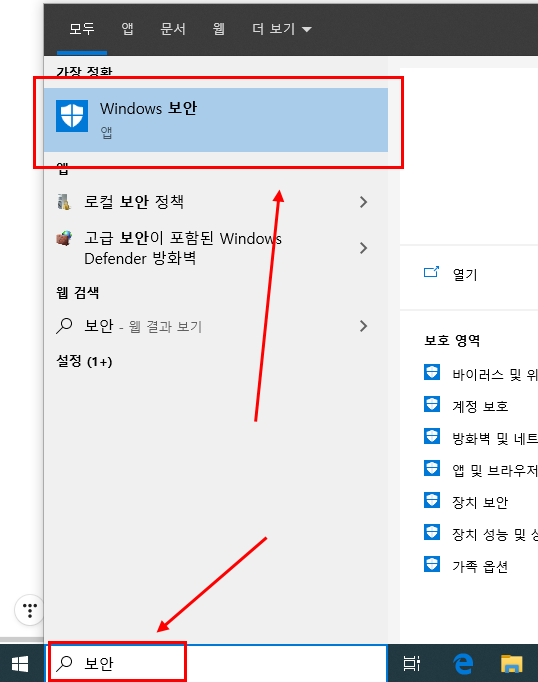 모두 앱 문서 웹 더 보기
가장 정확
Windows 보안
앱
앱
로컬 보안 정책
고급 보안이 포함된 Windows
Defender 방화벽
웹 검색
보안 - 웹 결과 보기
설정 (1+)
열기
보호 영역
바이러스 및 위
계정 보호
방화벽 및 네트
앱 및 브라우저
장치 보안
장치 성능 및 상
가족 옵션
보안